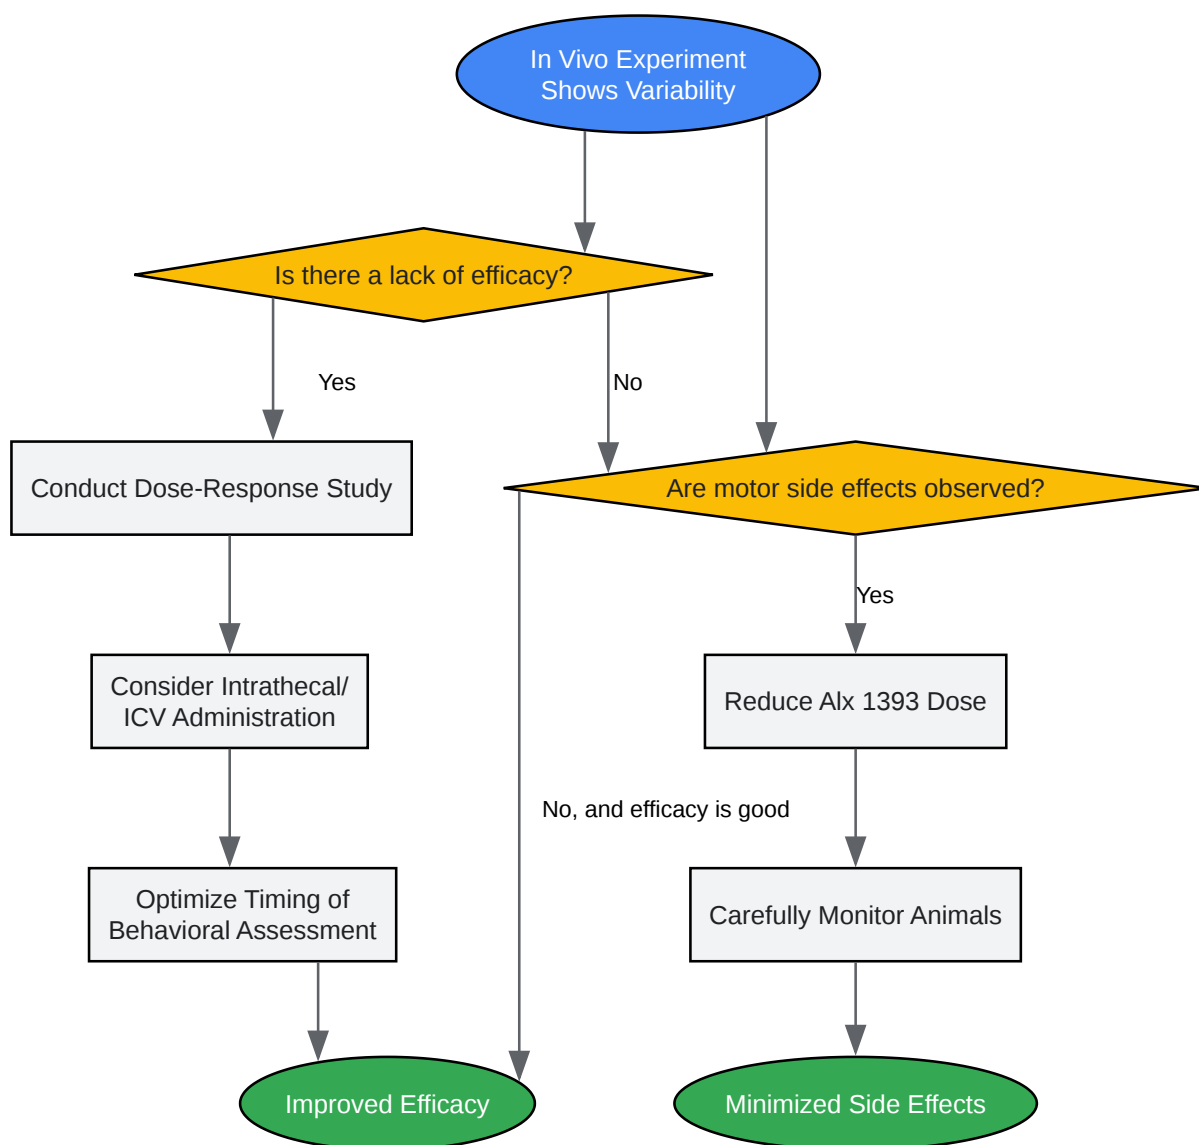 In Vivo Experiment
Shows Variability
Is there a lack of efficacy?
Yes
No
Conduct Dose-Response Study
Are motor side effects observed?
Yes
Consider Intrathecal/
ICV Administration
Reduce Alx 1393 Dose
No, and efficacy is good
Optimize Timing of
Behavioral Assessment
Carefully Monitor Animals
Improved Efficacy
Minimized Side Effects